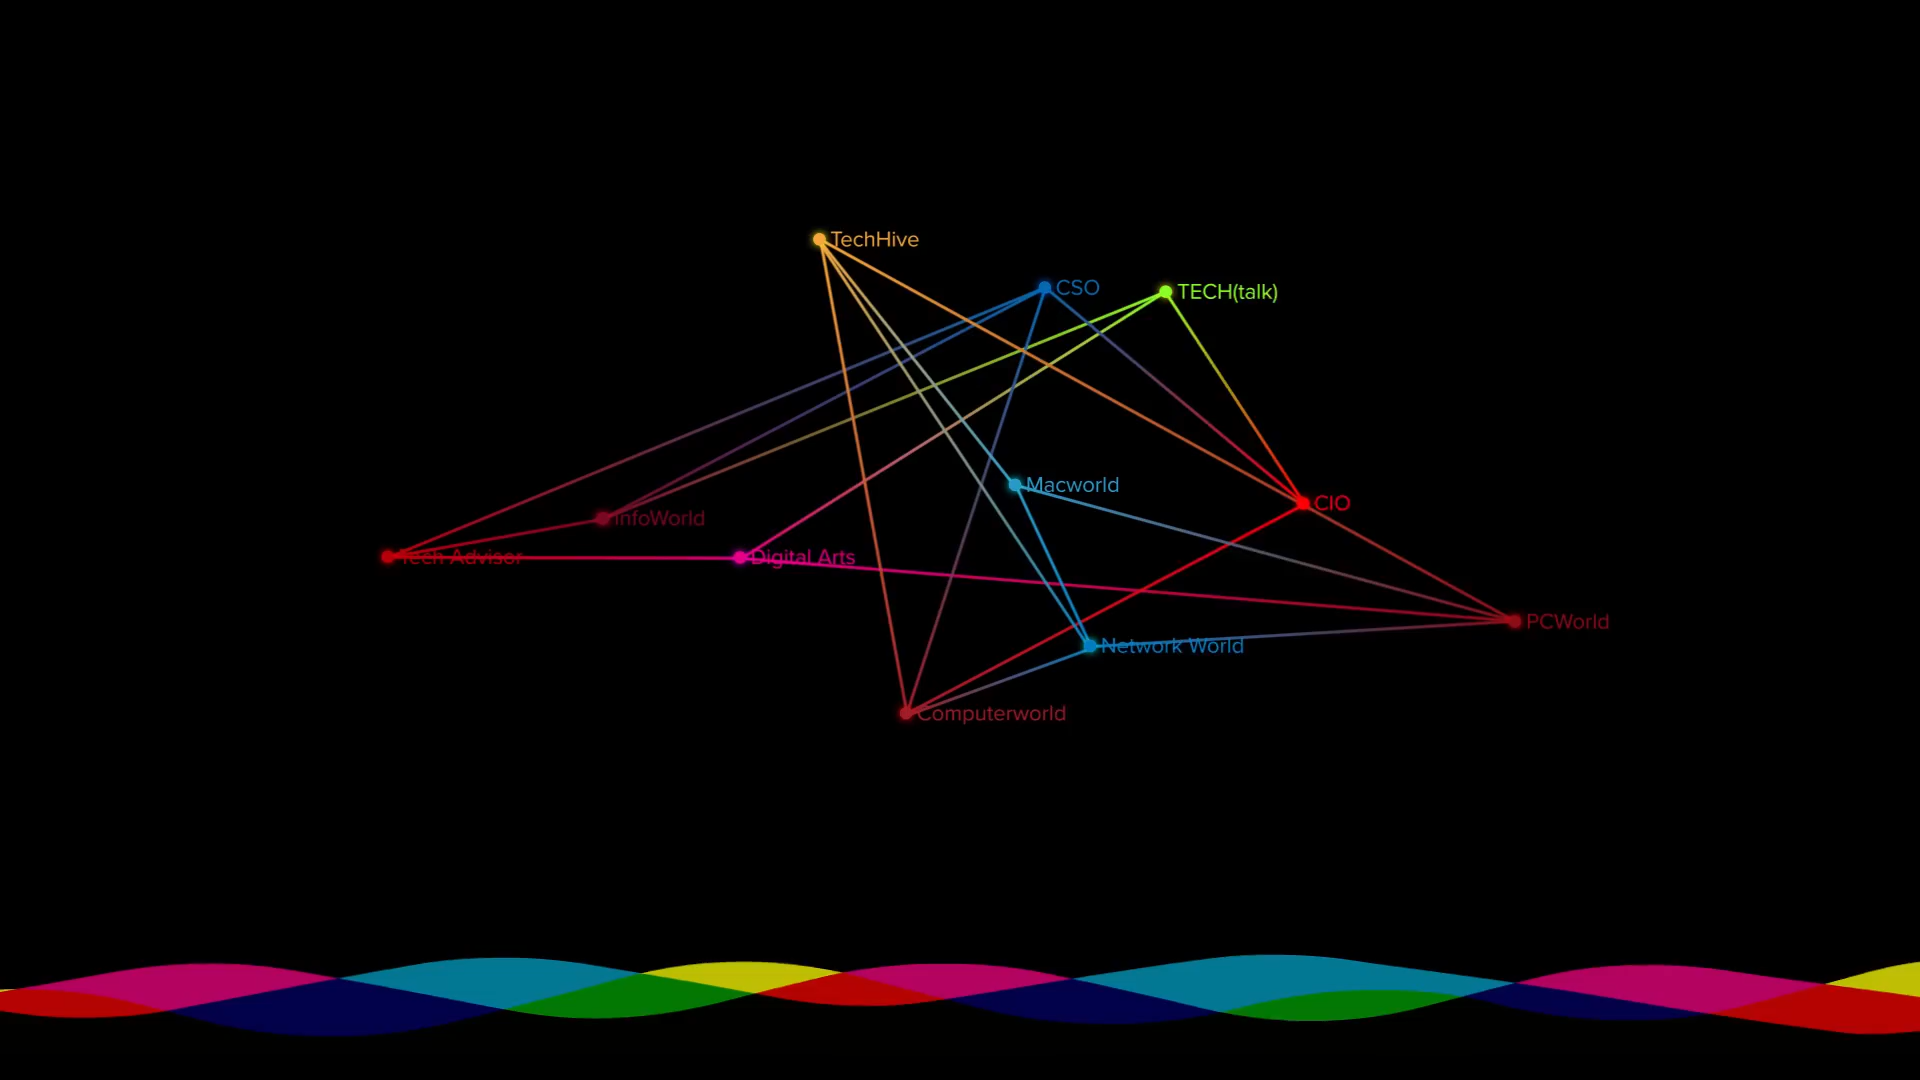 TechHive
CSO
TECH(talk)
Macworld
CIO
InfoWorld
Tech Advisor
Digital Arts
PCWorld
Network World
Computerworld